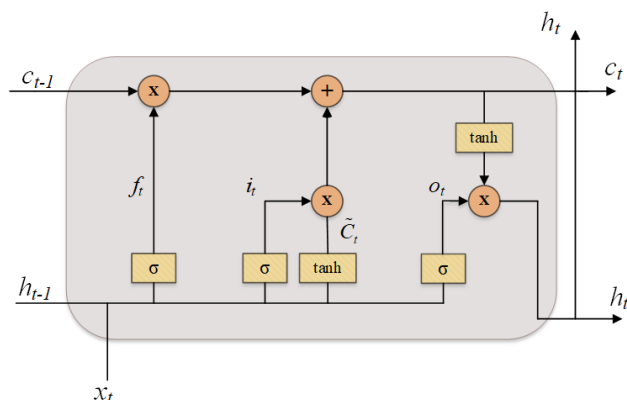 h_t
c_{t-1}
x
+
c_t
tanh
f_t
i_t
x
o_t
x
C̃_t
σ
σ
tanh
σ
h_{t-1}
h_t
x_t